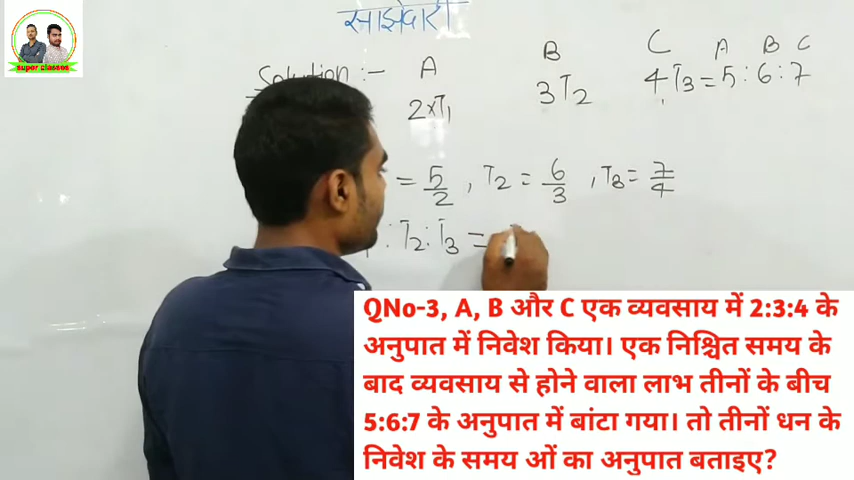 साझेदारी
super classes
Solution :- A B C A B C
2×T₁ 3T₂ 4T₃ = 5:6:7
= 5/2 , T₂ = 6/3 , T₃ = 7/4
: T₂ : T₃ =
QNo-3, A, B और C एक व्यवसाय में 2:3:4 के
अनुपात में निवेश किया। एक निश्चित समय के
बाद व्यवसाय से होने वाला लाभ तीनों के बीच
5:6:7 के अनुपात में बांटा गया। तो तीनों धन के
निवेश के समय ओं का अनुपात बताइए?